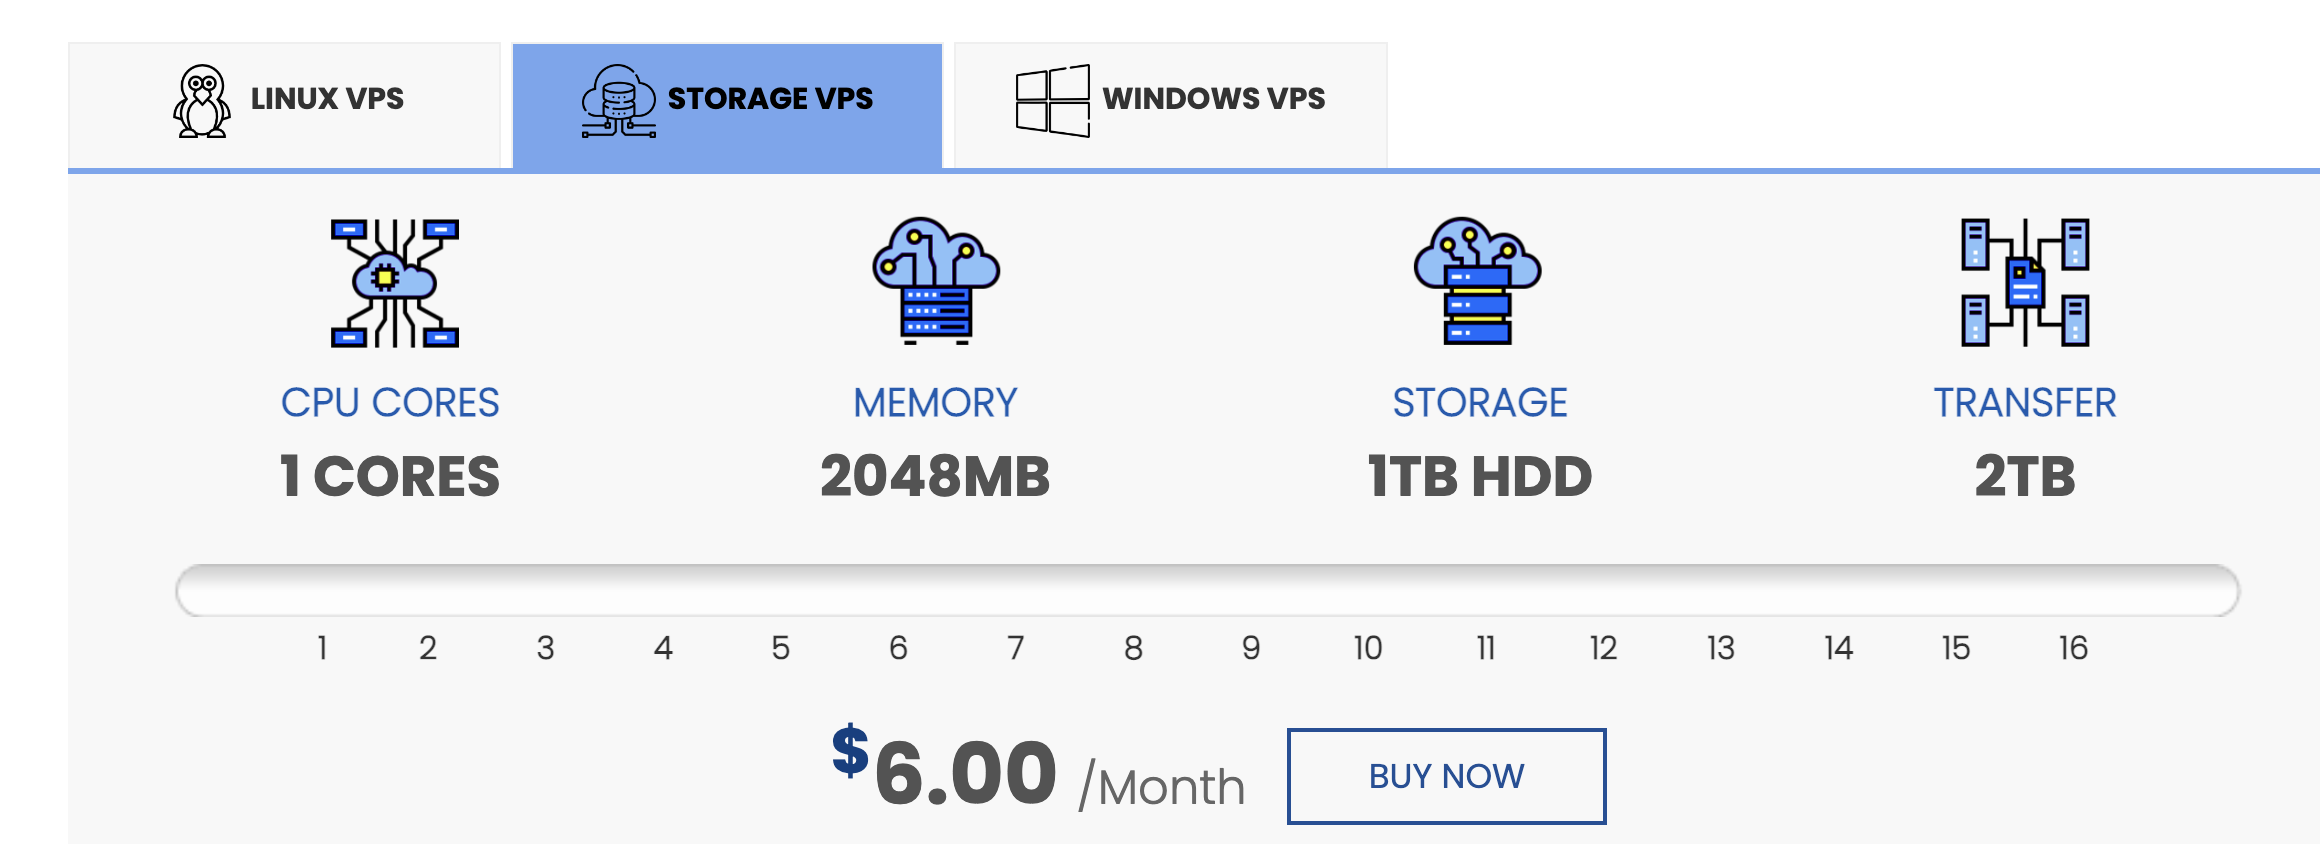 LINUX VPS
STORAGE VPS
WINDOWS VPS
CPU CORES
1 CORES
MEMORY
2048MB
STORAGE
1TB HDD
TRANSFER
2TB
1 2 3 4 5 6 7 8 9 10 11 12 13 14 15 16
$6.00 /Month
BUY NOW